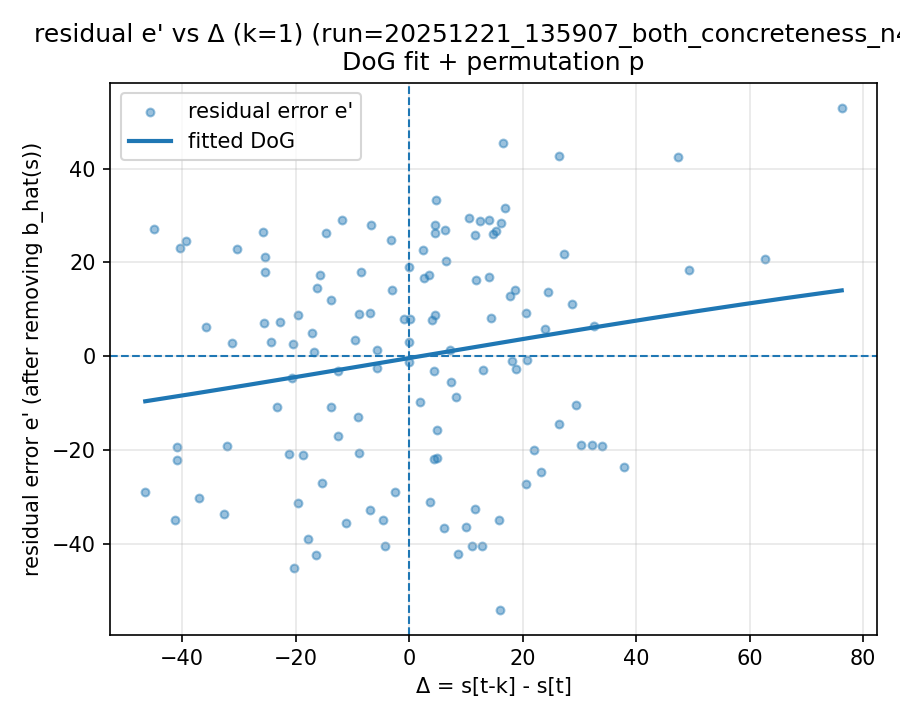 residual e' vs Δ (k=1) (run=20251221_135907_both_concreteness_n4
DoG fit + permutation p
residual error e'
fitted DoG
residual error e' (after removing b_hat(s))
40
20
0
−20
−40
−40
−20
0
20
40
60
80
Δ = s[t-k] - s[t]